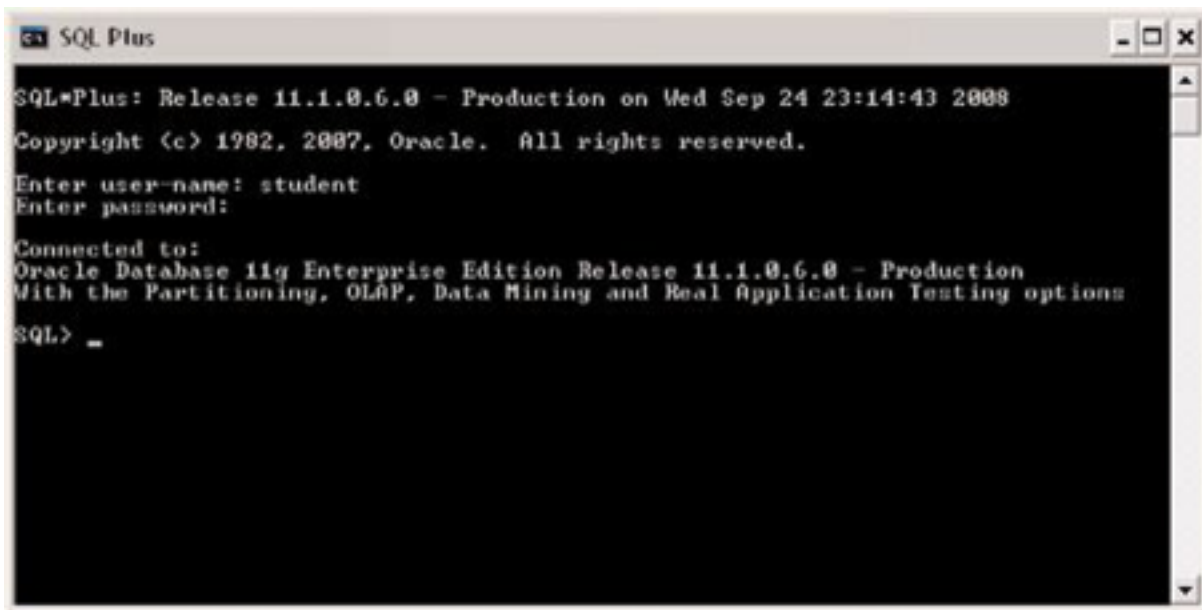 SQL Plus
SQL*Plus: Release 11.1.0.6.0 - Production on Wed Sep 24 23:14:43 2008
Copyright (c) 1982, 2007, Oracle.  All rights reserved.
Enter user-name: student
Enter password:
Connected to:
Oracle Database 11g Enterprise Edition Release 11.1.0.6.0 - Production
With the Partitioning, OLAP, Data Mining and Real Application Testing options
SQL> _